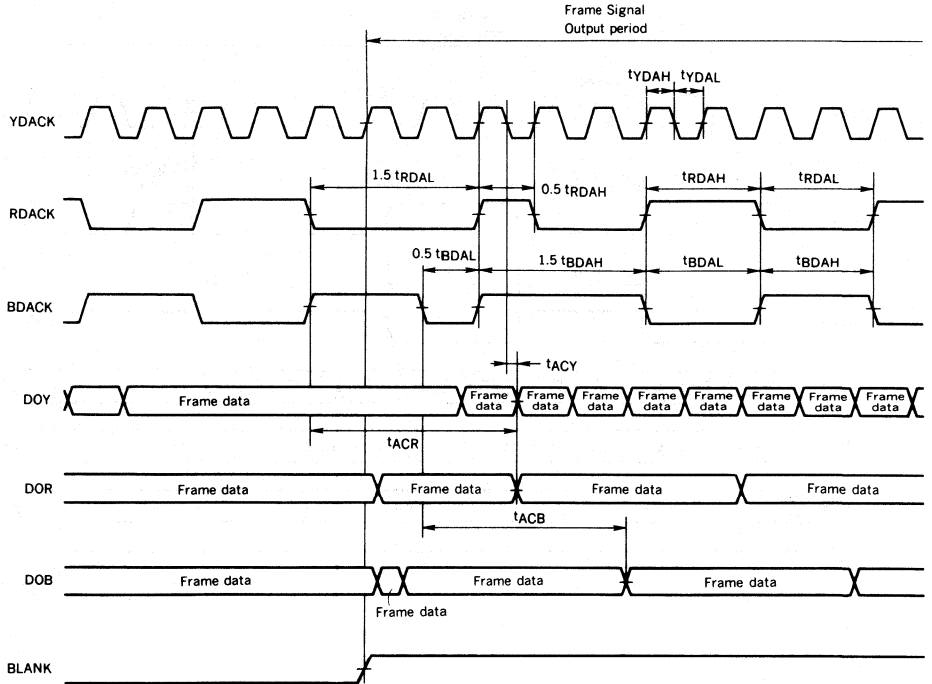 Frame Signal
Output period
tYDAH tYDAL
YDACK
1.5 tRDAL
0.5 tRDAH
tRDAH
tRDAL
RDACK
0.5 tBDAL
1.5 tBDAH
tBDAL
tBDAH
BDACK
tACY
DOY
Frame data
Frame data
Frame data
Frame data
Frame data
Frame data
Frame data
Frame data
Frame data
tACR
DOR
Frame data
Frame data
Frame data
Frame data
tACB
DOB
Frame data
Frame data
Frame data
Frame data
BLANK